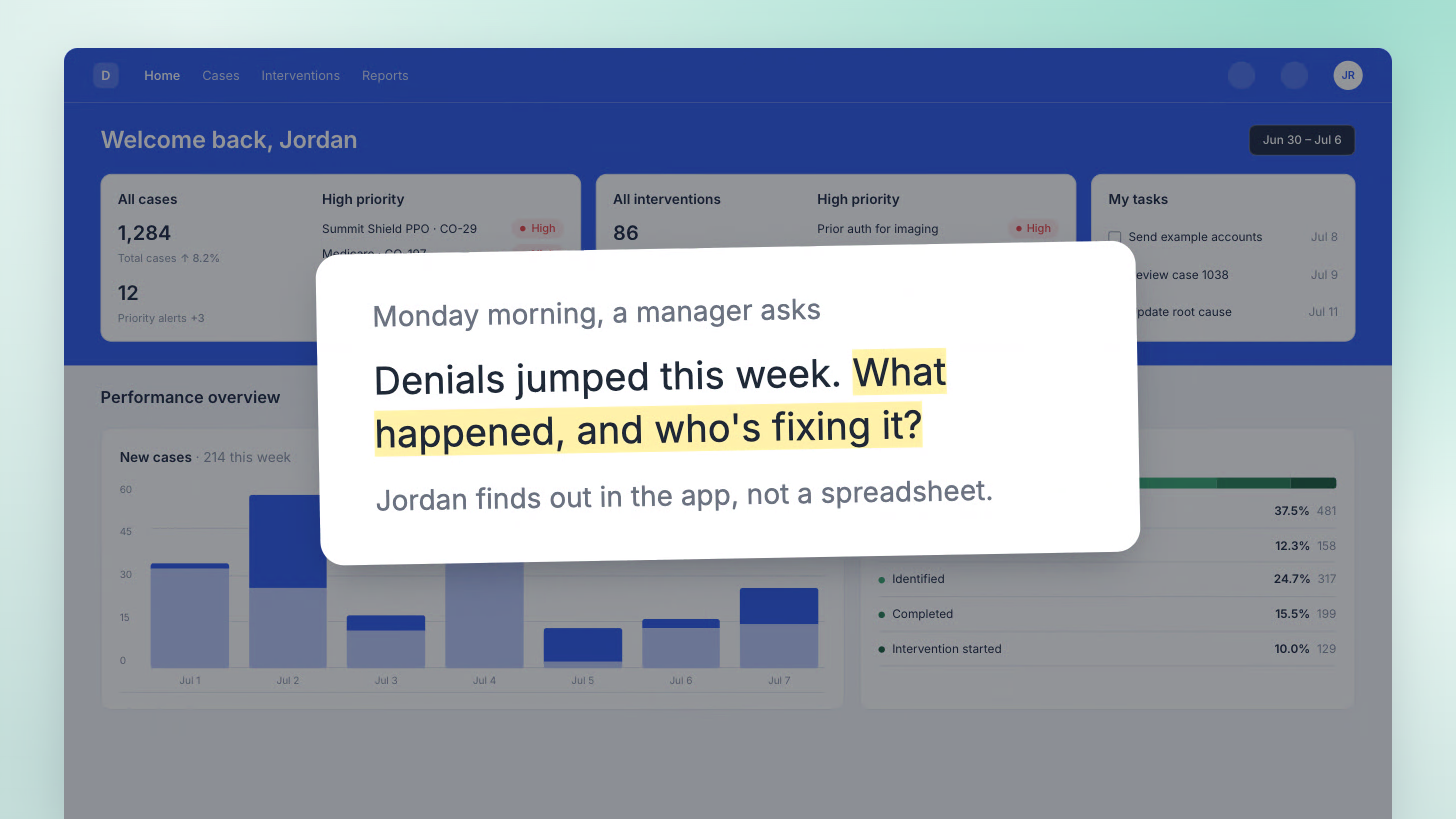 D Home Cases Interventions Reports JR
Welcome back, Jordan
Jun 30 – Jul 6
All cases
1,284
Total cases ↑ 8.2%
12
Priority alerts +3
High priority
Summit Shield PPO · CO-29 High
All interventions
86
High priority
Prior auth for imaging High
My tasks
Send example accounts Jul 8
eview case 1038 Jul 9
pdate root cause Jul 11
Monday morning, a manager asks
Denials jumped this week. What
happened, and who's fixing it?
Jordan finds out in the app, not a spreadsheet.
Performance overview
New cases · 214 this week
60
45
30
15
0
Jul 1 Jul 2 Jul 3 Jul 4 Jul 5 Jul 6 Jul 7
37.5% 481
12.3% 158
Identified 24.7% 317
Completed 15.5% 199
Intervention started 10.0% 129